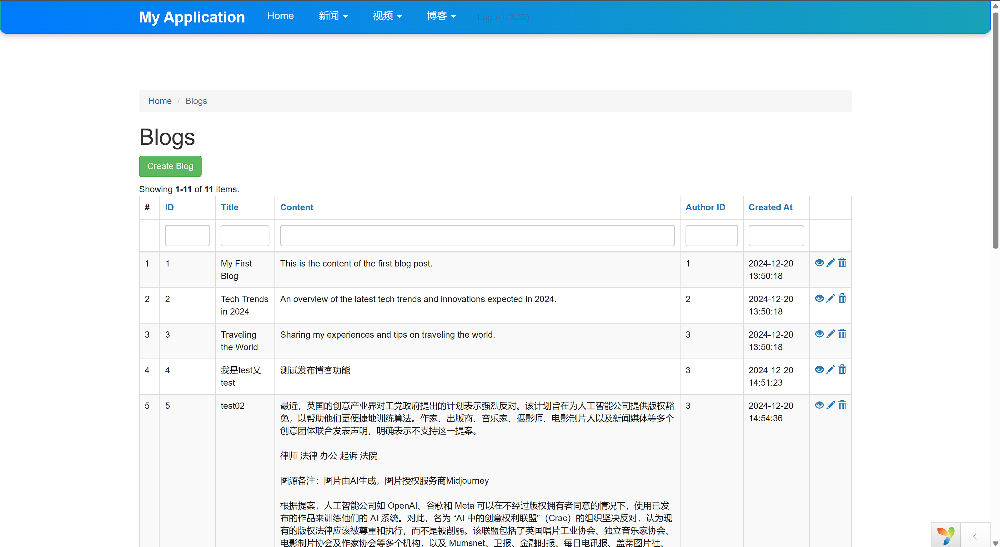 My Application Home 新闻 视频 博客 Logout (ZZB)
Home / Blogs
Blogs
Create Blog
Showing 1-11 of 11 items.
# ID Title Content Author ID Created At
1 1 My First Blog This is the content of the first blog post. 1 2024-12-20 13:50:18
2 2 Tech Trends in 2024 An overview of the latest tech trends and innovations expected in 2024. 2 2024-12-20 13:50:18
3 3 Traveling the World Sharing my experiences and tips on traveling the world. 3 2024-12-20 13:50:18
4 4 我是test又test 测试发布博客功能 3 2024-12-20 14:51:23
5 5 test02 3 2024-12-20 14:54:36
最近，英国的创意产业界对工党政府提出的计划表示强烈反对。该计划旨在为人工智能公司提供版权豁
免，以帮助他们更便捷地训练算法。作家、出版商、音乐家、摄影师、电影制片人以及新闻媒体等多个
创意团体联合发表声明，明确表示不支持这一提案。
律师 法律 办公 起诉 法院
图源备注：图片由AI生成，图片授权服务商Midjourney
根据提案，人工智能公司如 OpenAI、谷歌和 Meta 可以在不经过版权拥有者同意的情况下，使用已发
布的作品来训练他们的 AI 系统。对此，名为 “AI 中的创意权利联盟”（Crac）的组织坚决反对，认为现
有的版权法律应该被尊重和执行，而不是被削弱。该联盟包括了英国唱片工业协会、独立音乐家协会、
电影制片协会及作家协会等多个机构，以及 Mumsnet、卫报、金融时报、每日电讯报、盖蒂图片社、